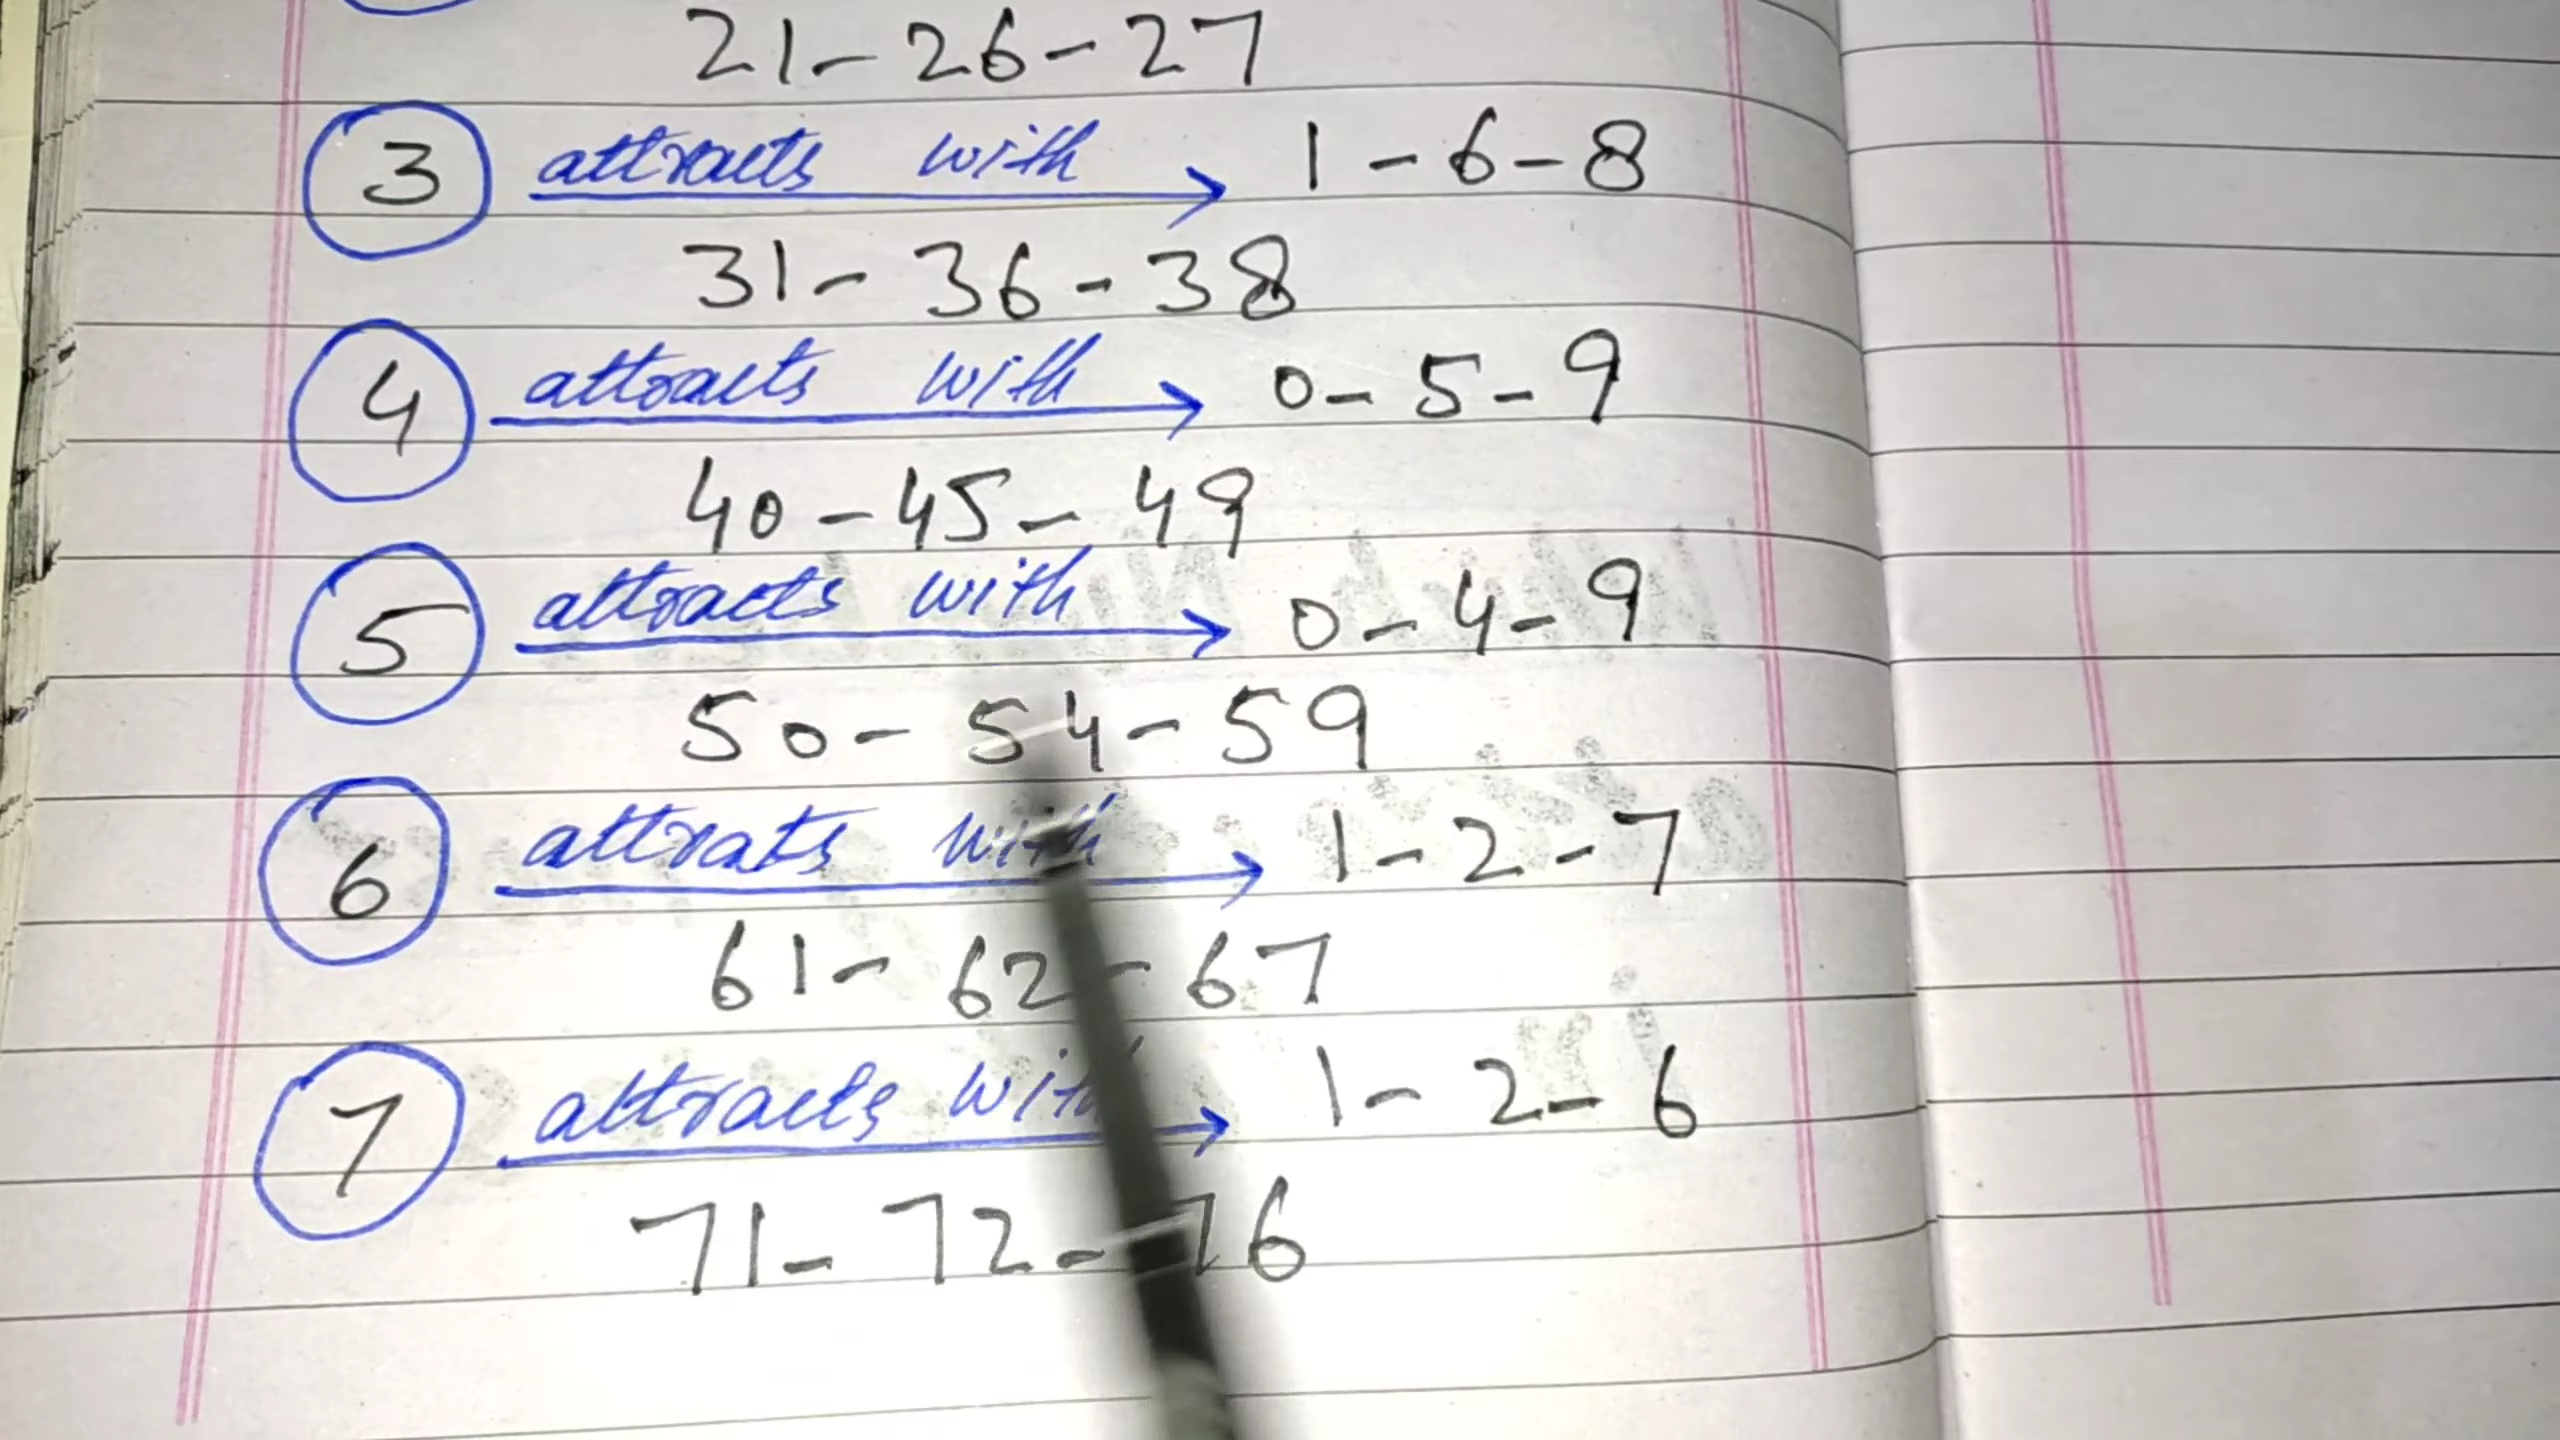 21 - 26 - 27
3 attracts with → 1 - 6 - 8
31 - 36 - 38
4 attracts with → 0 - 5 - 9
40 - 45 - 49
5 attracts with → 0 - 4 - 9
50 - 54 - 59
6 attrats with → 1 - 2 - 7
61 - 62 - 67
7 attracts with → 1 - 2 - 6
71 - 72 - 76